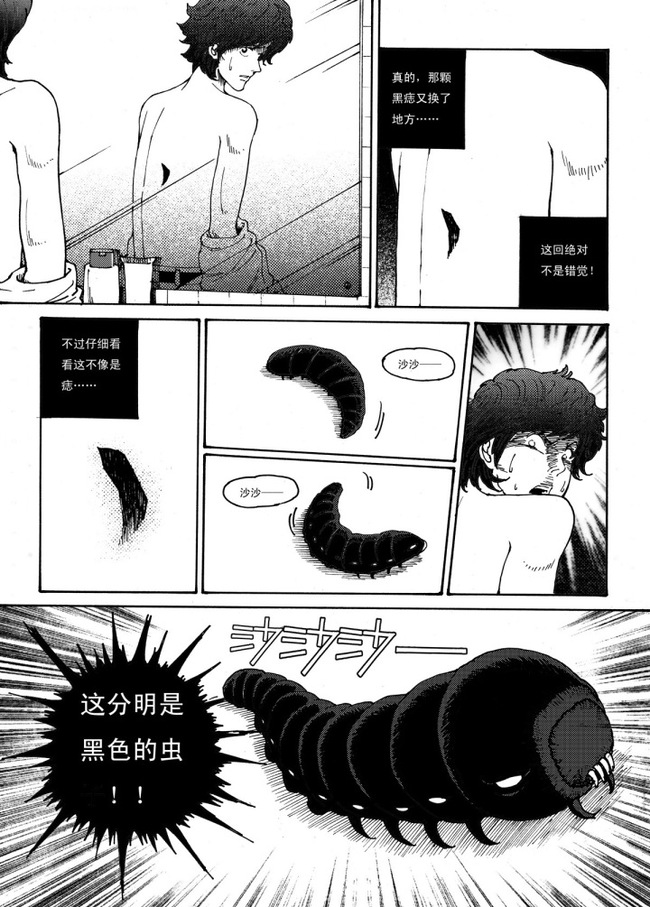 真的，那颗
黑痣又换了
地方……
这回绝对
不是错觉！
不过仔细看
看这不像是
痣……
沙沙——
沙沙——
沙沙沙——
这分明是
黑色的虫
！！